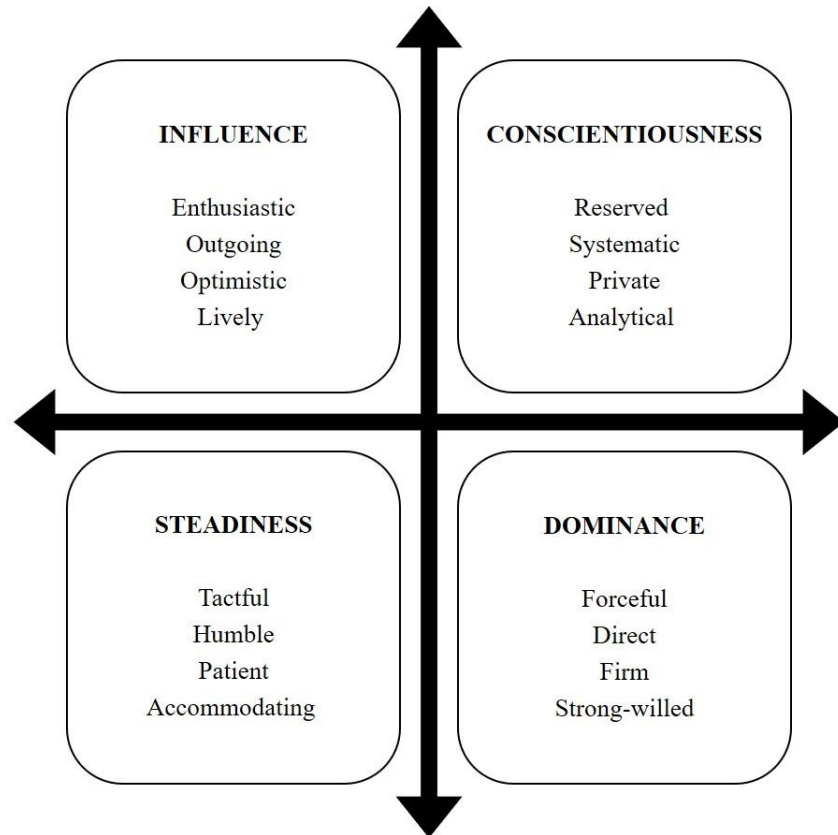 INFLUENCE
Enthusiastic
Outgoing
Optimistic
Lively
CONSCIENTIOUSNESS
Reserved
Systematic
Private
Analytical
STEADINESS
Tactful
Humble
Patient
Accommodating
DOMINANCE
Forceful
Direct
Firm
Strong-willed